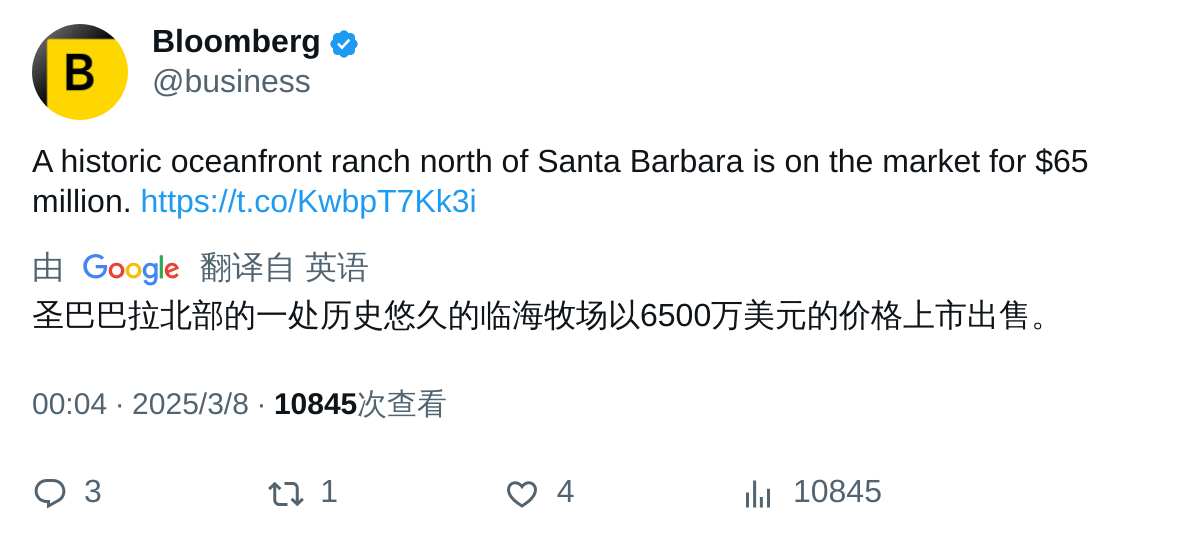 B
Bloomberg
@business
A historic oceanfront ranch north of Santa Barbara is on the market for $65
million. https://t.co/KwbpT7Kk3i
由 Google 翻译自 英语
圣巴巴拉北部的一处历史悠久的临海牧场以6500万美元的价格上市出售。
00:04 · 2025/3/8 · 10845次查看
3 1 4 10845